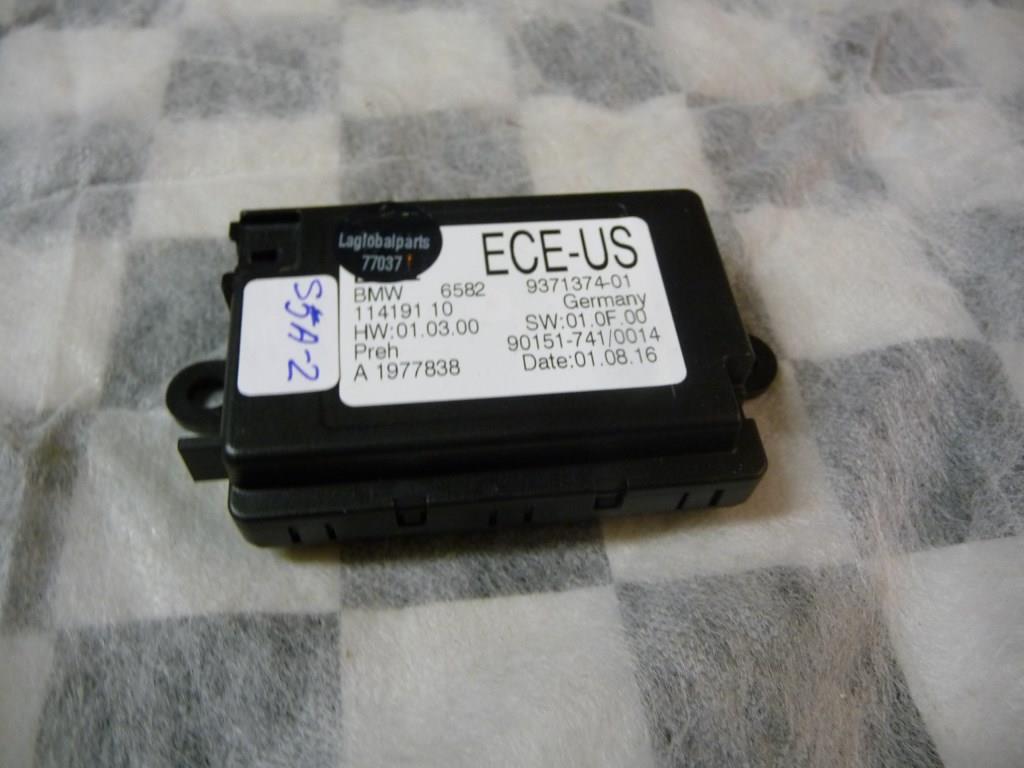 Laglobalparts
77037
ECE-US
BMW 6582 9371374-01
114191 10 Germany
HW:01.03.00 SW:01.0F.00
Preh 90151-741/0014
A 1977838 Date:01.08.16
S5A-2